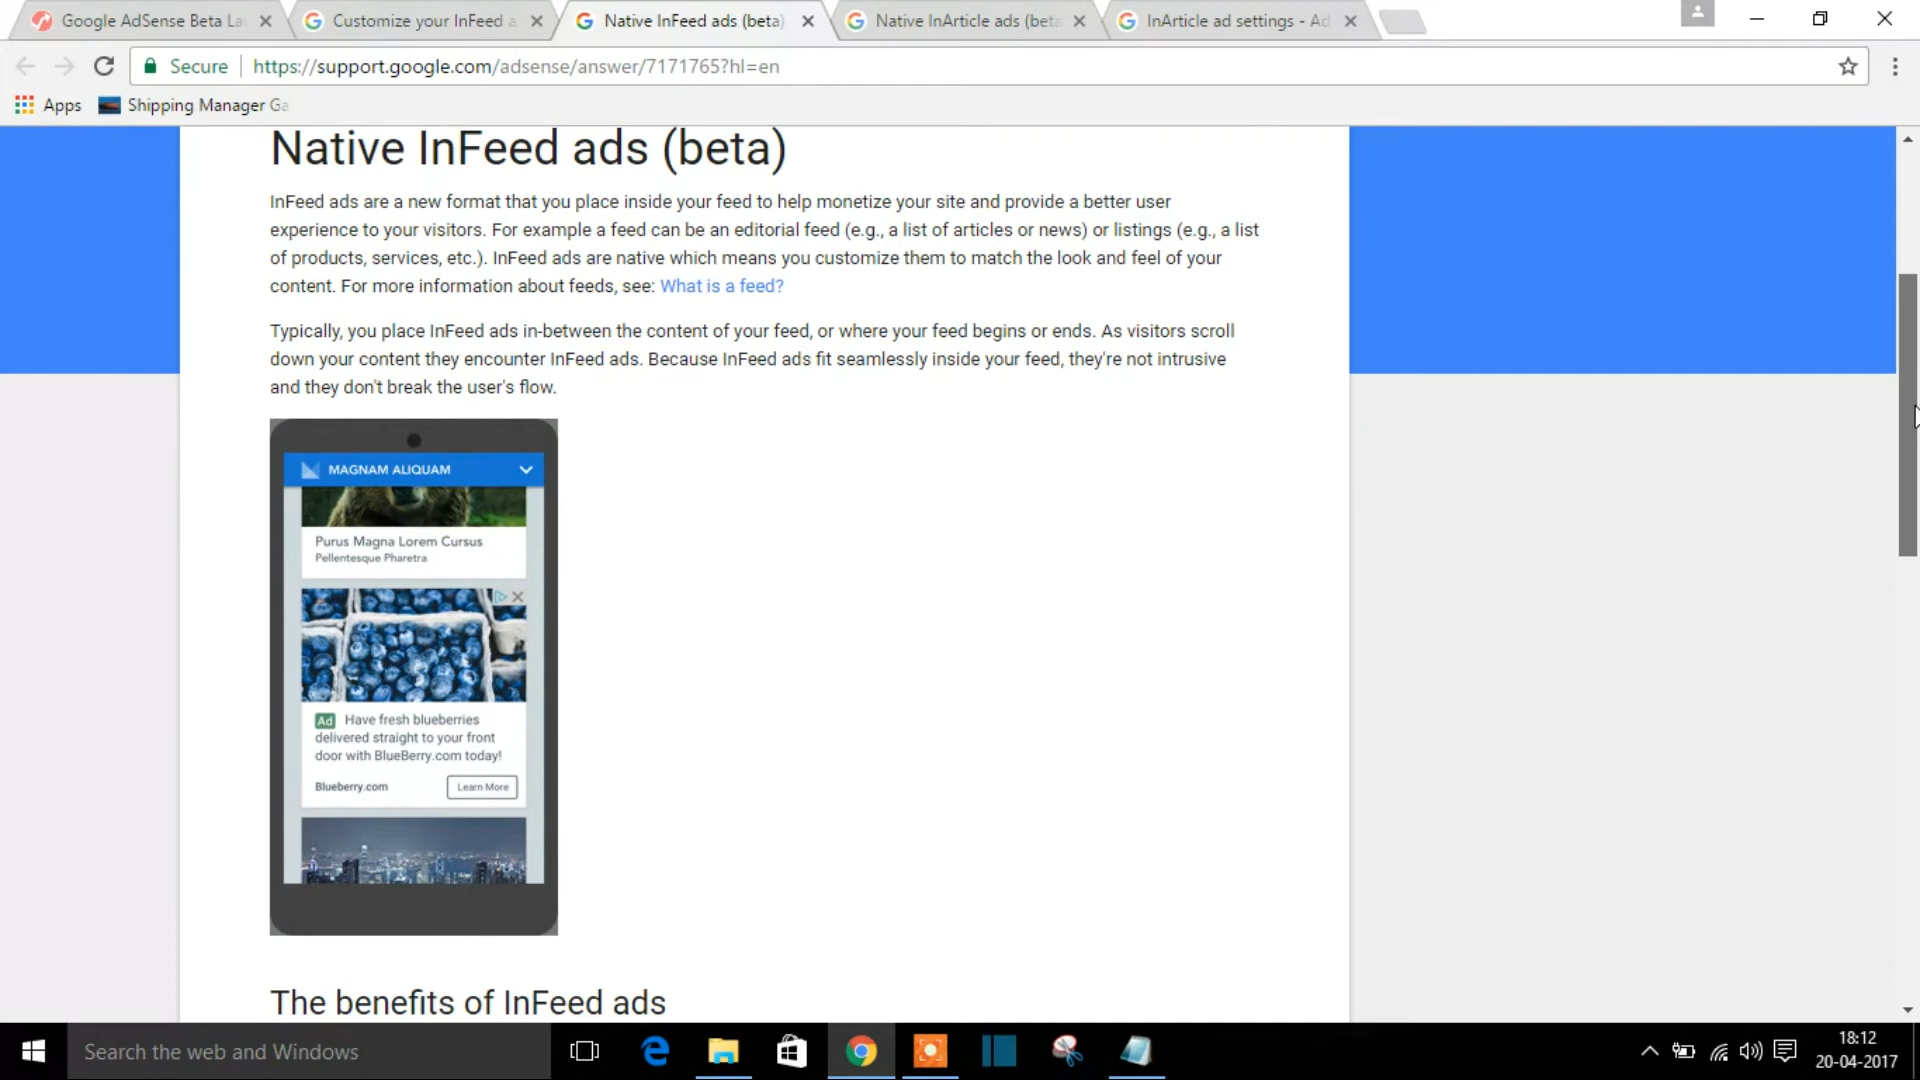 Google AdSense Beta La
Customize your InFeed a
Native InFeed ads (beta)
Native InArticle ads (beta
InArticle ad settings - Ad
Secure
https://support.google.com/adsense/answer/7171765?hl=en
Apps
Shipping Manager Ga
Native InFeed ads (beta)
InFeed ads are a new format that you place inside your feed to help monetize your site and provide a better user
experience to your visitors. For example a feed can be an editorial feed (e.g., a list of articles or news) or listings (e.g., a list
of products, services, etc.). InFeed ads are native which means you customize them to match the look and feel of your
content. For more information about feeds, see: What is a feed?
Typically, you place InFeed ads in-between the content of your feed, or where your feed begins or ends. As visitors scroll
down your content they encounter InFeed ads. Because InFeed ads fit seamlessly inside your feed, they're not intrusive
and they don't break the user's flow.
MAGNAM ALIQUAM
Purus Magna Lorem Cursus
Pellentesque Pharetra
Ad Have fresh blueberries
delivered straight to your front
door with BlueBerry.com today!
Blueberry.com
Learn More
The benefits of InFeed ads
Search the web and Windows
18:12
20-04-2017